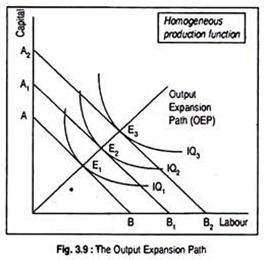 Homogeneous
production function
Capital
A2
A1
A
Output
Expansion
Path (OEP)
E3
E2
E1
IQ3
IQ2
IQ1
B
B1
B2
Labour
Fig. 3.9 : The Output Expansion Path